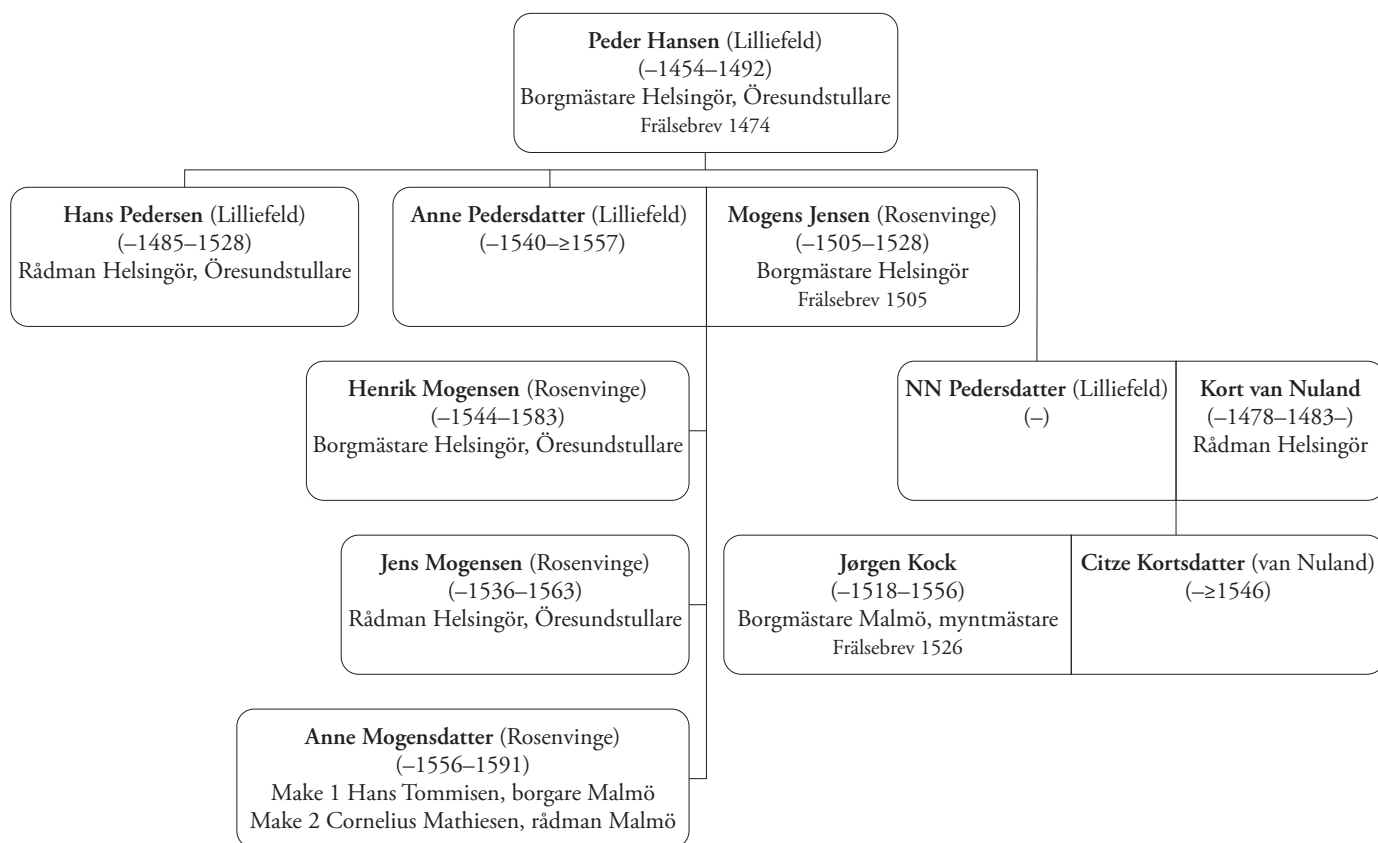 Peder Hansen (Lilliefeld)
(–1454–1492)
Borgmästare Helsingör, Öresundstullare
Frälsebrev 1474
Hans Pedersen (Lilliefeld)
(–1485–1528)
Rådman Helsingör, Öresundstullare
Anne Pedersdatter (Lilliefeld)
(–1540–≥1557)
Mogens Jensen (Rosenvinge)
(–1505–1528)
Borgmästare Helsingör
Frälsebrev 1505
Henrik Mogensen (Rosenvinge)
(–1544–1583)
Borgmästare Helsingör, Öresundstullare
NN Pedersdatter (Lilliefeld)
(–)
Kort van Nuland
(–1478–1483–)
Rådman Helsingör
Jens Mogensen (Rosenvinge)
(–1536–1563)
Rådman Helsingör, Öresundstullare
Jørgen Kock
(–1518–1556)
Borgmästare Malmö, myntmästare
Frälsebrev 1526
Citze Kortsdatter (van Nuland)
(–≥1546)
Anne Mogensdatter (Rosenvinge)
(–1556–1591)
Make 1 Hans Tommisen, borgare Malmö
Make 2 Cornelius Mathiesen, rådman Malmö